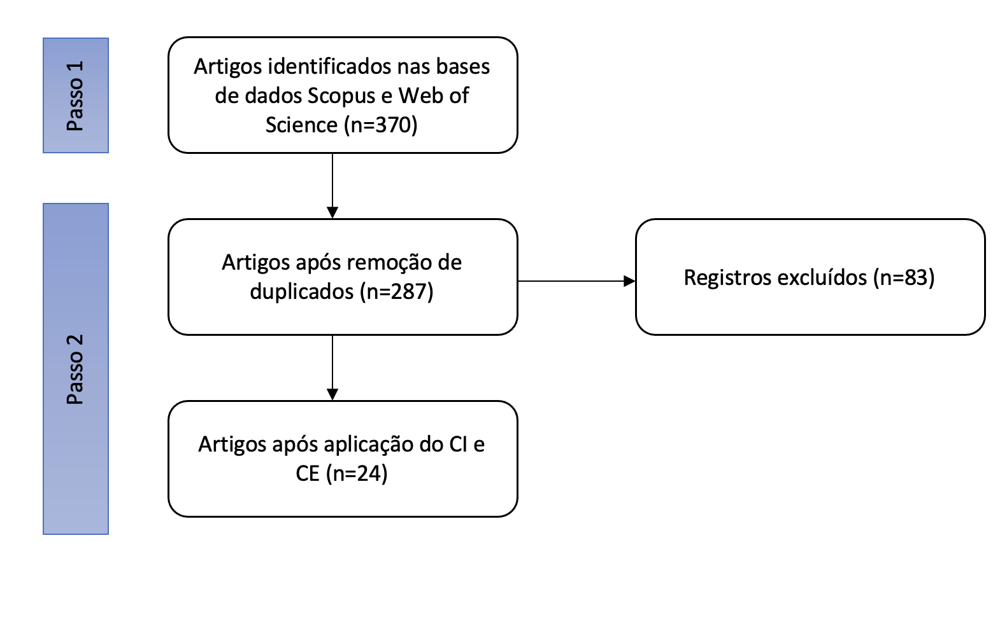 Passo 1
Artigos identificados nas bases
de dados Scopus e Web of
Science (n=370)
Passo 2
Artigos após remoção de
duplicados (n=287)
Registros excluídos (n=83)
Artigos após aplicação do CI e
CE (n=24)